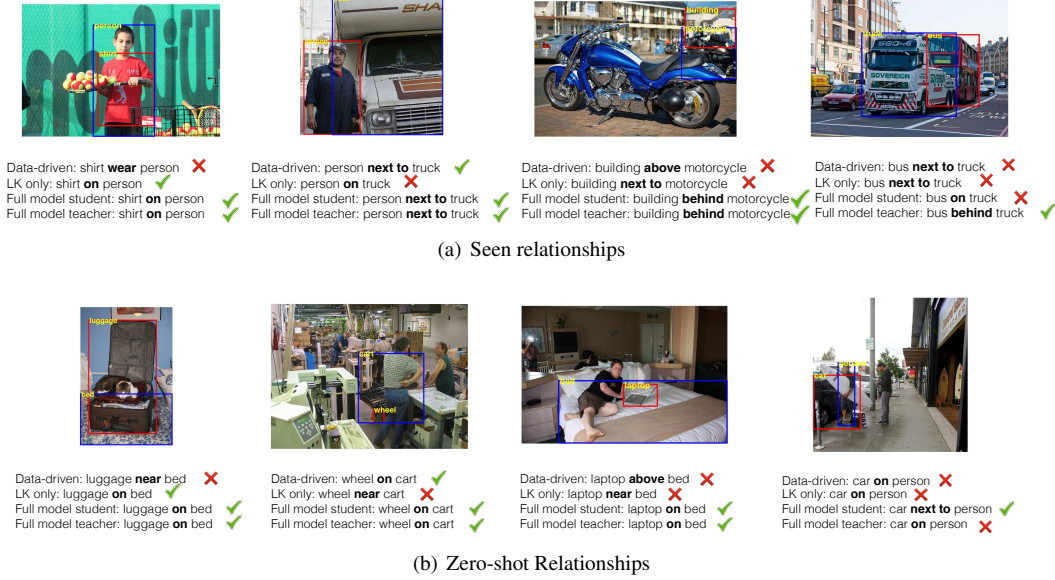 person
shirt
SHA
building
motorcycle
truck
bus
SOVEREIGN
Data-driven: shirt wear person
LK only: shirt on person
Full model student: shirt on person
Full model teacher: shirt on person
Data-driven: person next to truck
LK only: person on truck
Full model student: person next to truck
Full model teacher: person next to truck
Data-driven: building above motorcycle
LK only: building next to motorcycle
Full model student: building behind motorcycle
Full model teacher: building behind motorcycle
Data-driven: bus next to truck
LK only: bus next to truck
Full model student: bus on truck
Full model teacher: bus behind truck
(a) Seen relationships
luggage
bed
cart
wheel
laptop
car
Data-driven: luggage near bed
LK only: luggage on bed
Full model student: luggage on bed
Full model teacher: luggage on bed
Data-driven: wheel on cart
LK only: wheel near cart
Full model student: wheel on cart
Full model teacher: wheel on cart
Data-driven: laptop above bed
LK only: laptop near bed
Full model student: laptop on bed
Full model teacher: laptop on bed
Data-driven: car on person
LK only: car on person
Full model student: car next to person
Full model teacher: car on person
(b) Zero-shot Relationships